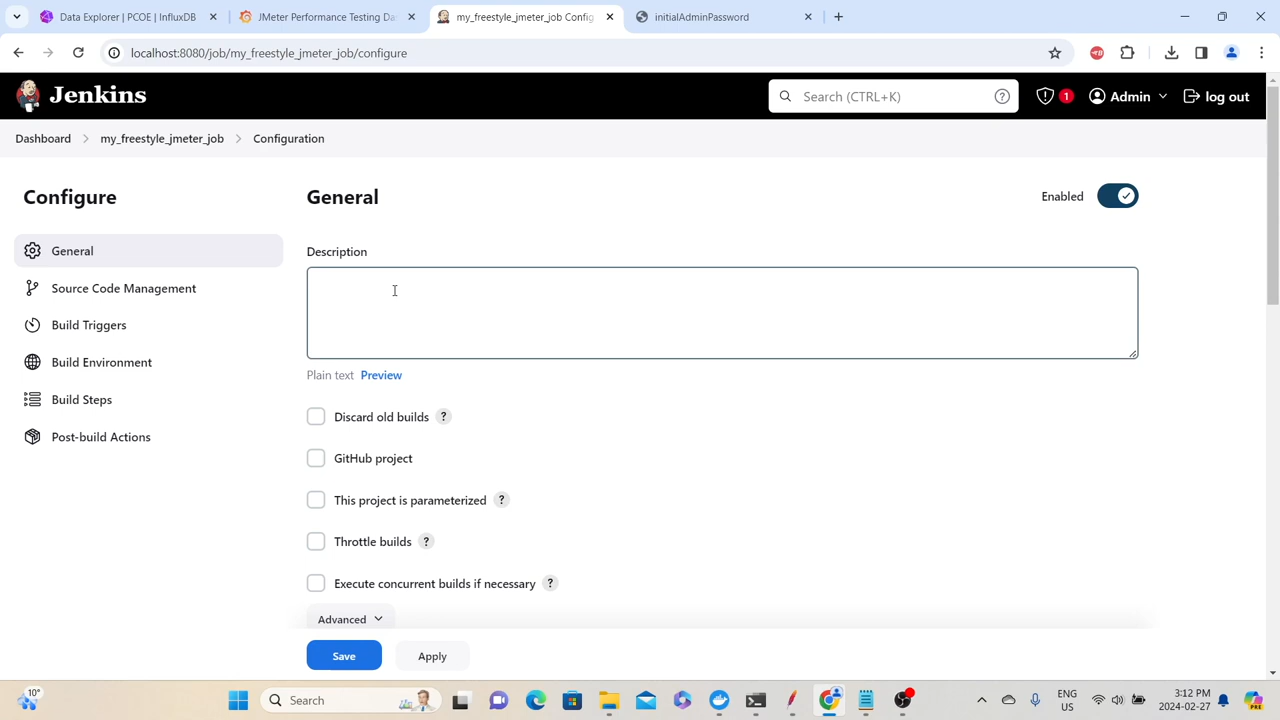 Data Explorer | PCOE | InfluxDB
JMeter Performance Testing Da
my_freestyle_jmeter_job Config
initialAdminPassword
localhost:8080/job/my_freestyle_jmeter_job/configure
Jenkins
Search (CTRL+K)
1
Admin
log out
Dashboard
my_freestyle_jmeter_job
Configuration
Configure
General
Source Code Management
Build Triggers
Build Environment
Build Steps
Post-build Actions
General
Enabled
Description
Plain text Preview
Discard old builds ?
GitHub project
This project is parameterized ?
Throttle builds ?
Execute concurrent builds if necessary ?
Advanced
Save
Apply
10°
Search
ENG
US
3:12 PM
2024-02-27